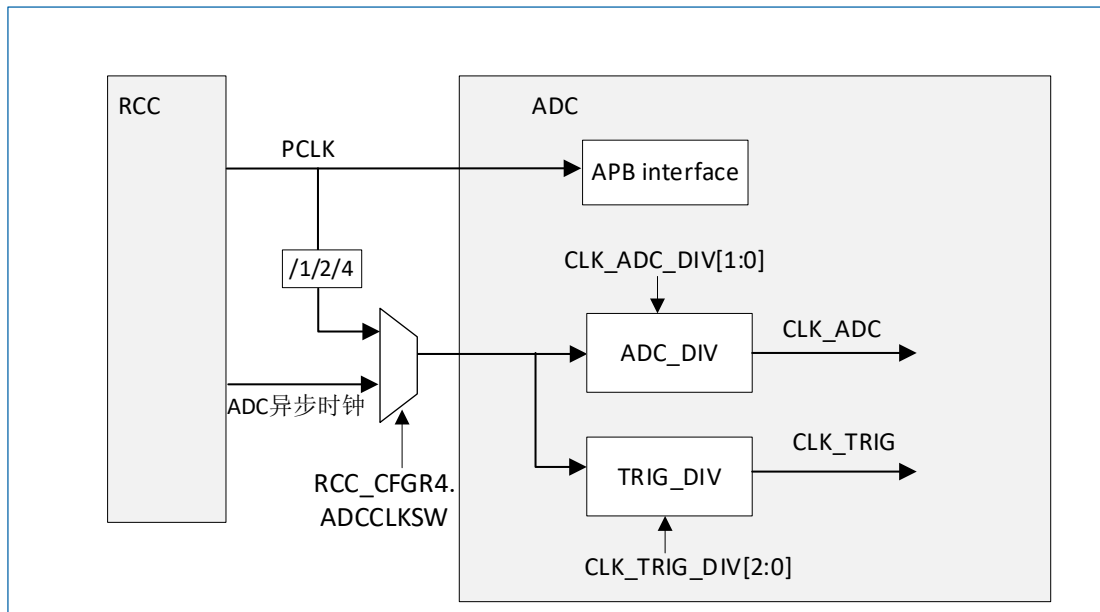 RCC
ADC
PCLK
APB interface
/1/2/4
CLK_ADC_DIV[1:0]
CLK_ADC
ADC_DIV
ADC异步时钟
CLK_TRIG
TRIG_DIV
RCC_CFGR4.
ADCCLKSW
CLK_TRIG_DIV[2:0]